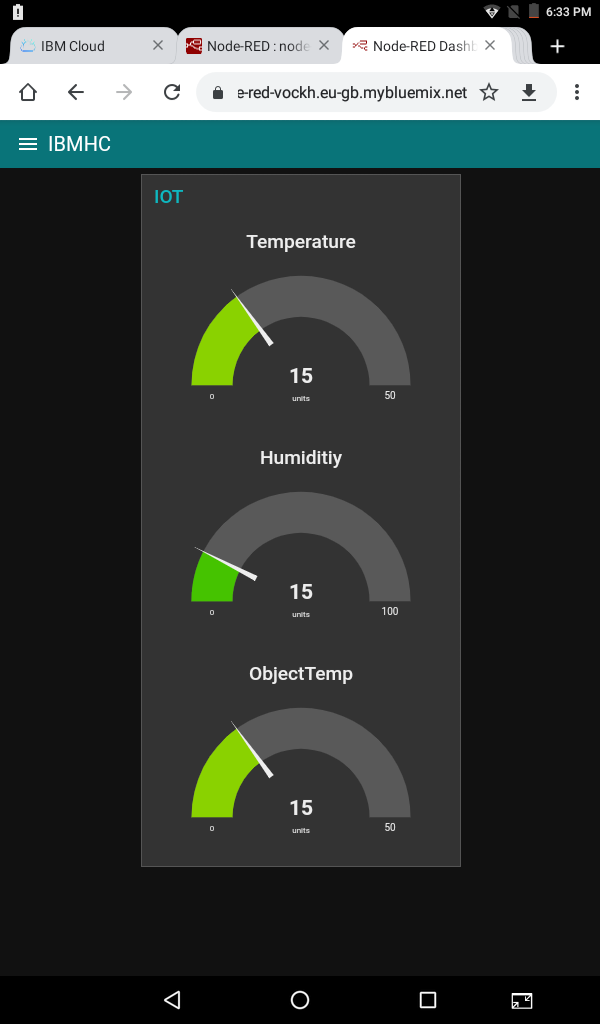 6:33 PM
IBM Cloud
Node-RED : node
Node-RED Dashb
e-red-vockh.eu-gb.mybluemix.net
IBMHC
IOT
Temperature
15
units
0
50
Humiditiy
15
units
0
100
ObjectTemp
15
units
0
50